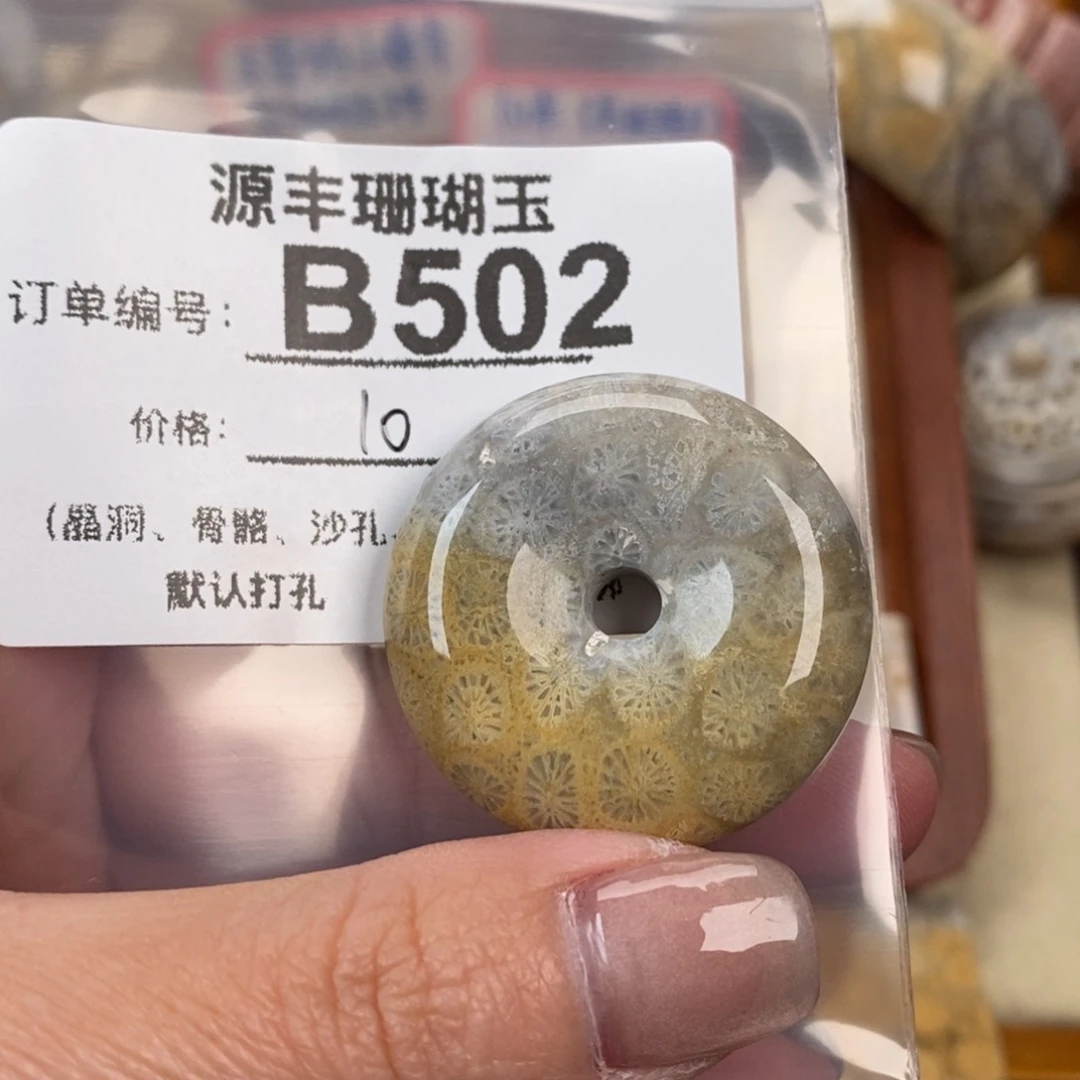 源丰珊瑚玉
订单编号: B502
价格: 10
(晶洞、骨骼、沙孔
默认打孔